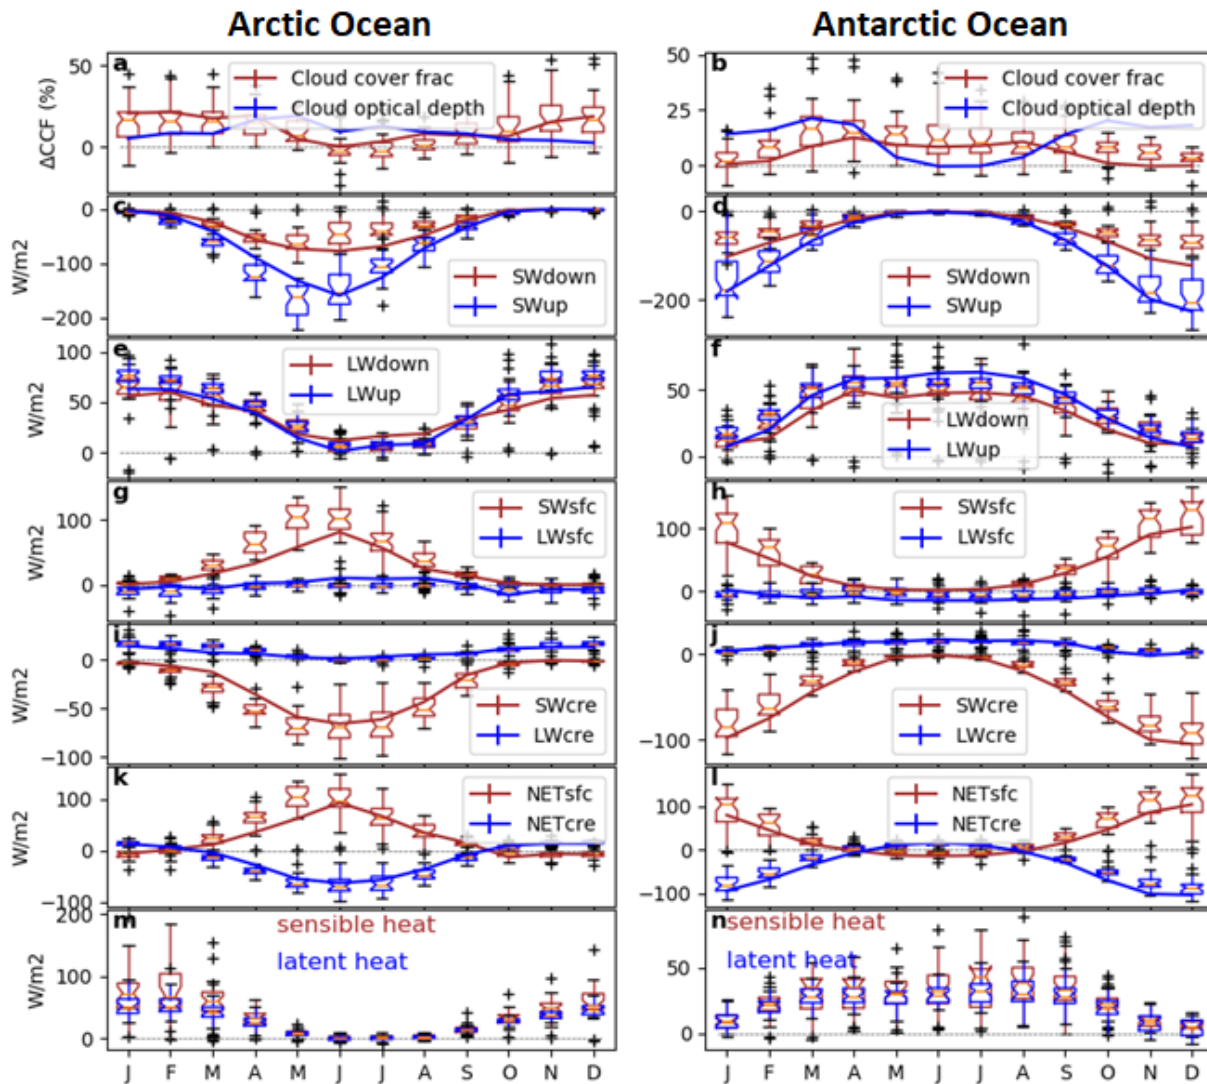 Arctic Ocean Antarctic Ocean
a
Cloud cover frac
Cloud optical depth
ΔCCF (%)
50
0
b
Cloud cover frac
Cloud optical depth
50
25
0
c
SWdown
SWup
W/m2
0
−100
−200
d
SWdown
SWup
0
−200
e
LWdown
LWup
W/m2
100
50
0
f
LWdown
LWup
50
0
g
SWsfc
LWsfc
W/m2
100
0
h
SWsfc
LWsfc
100
0
i
SWcre
LWcre
W/m2
0
−50
−100
j
SWcre
LWcre
0
−100
k
NETsfc
NETcre
W/m2
100
0
−100
l
NETsfc
NETcre
100
0
−100
m
sensible heat
latent heat
W/m2
200
100
0
n
sensible heat
latent heat
50
0
J F M A M J J A S O N D
J F M A M J J A S O N D